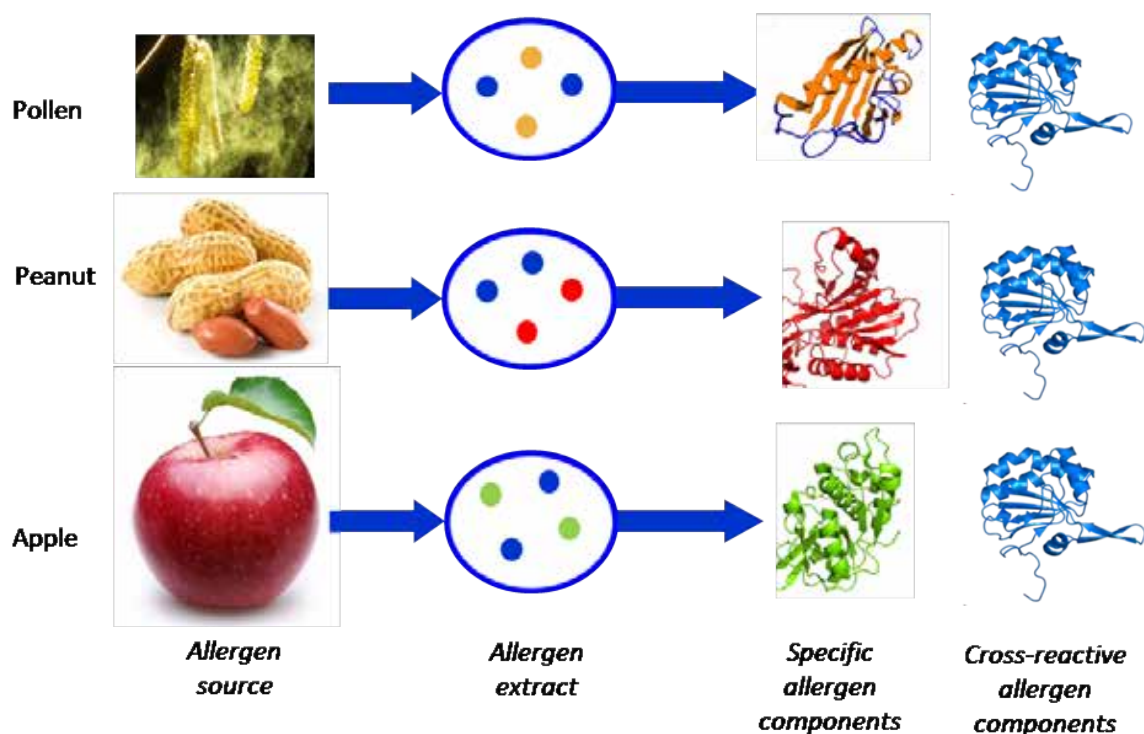 Pollen
Peanut
Apple
Allergen
source
Allergen
extract
Specific
allergen
components
Cross-reactive
allergen
components